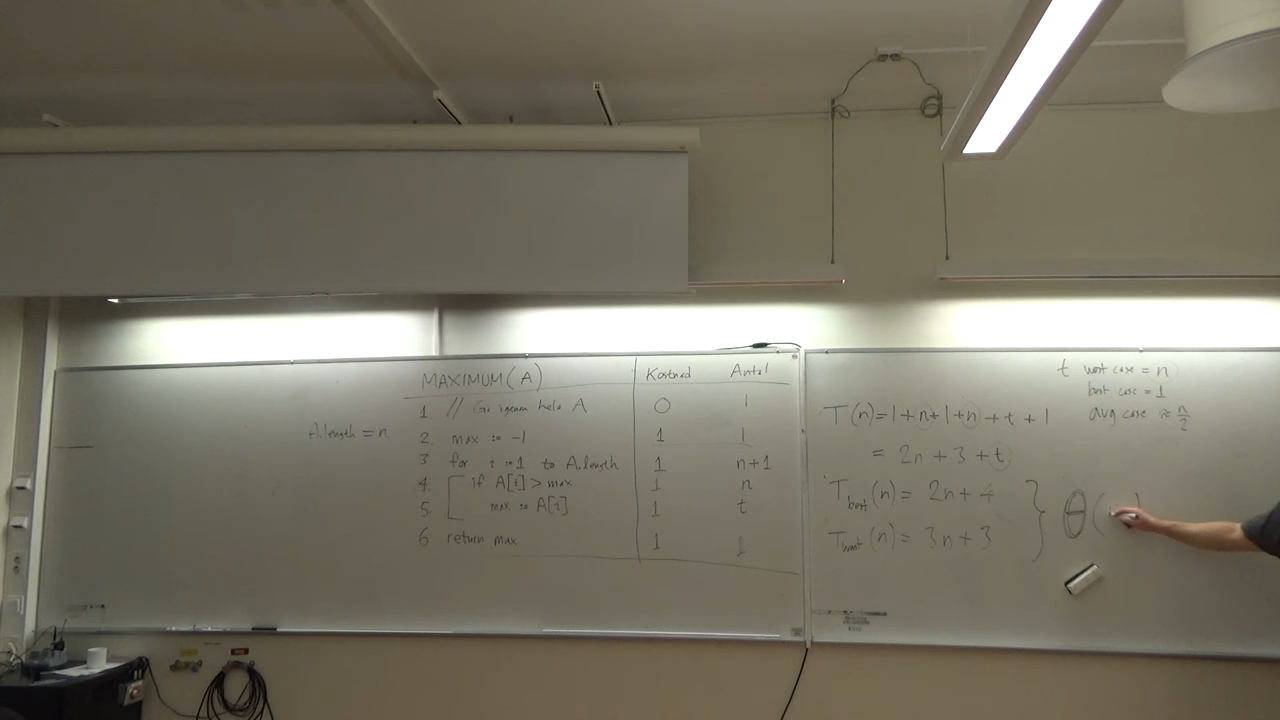 A.length = n
MAXIMUM(A) Kostnad Antal
1 // Gå igenom hela A 0 1
2. max := -1 1 1
3 for i := 1 to A.length 1 n+1
4. if A[i] > max 1 n
5. max := A[i] 1 t
6 return max 1 1
t worst case = n
best case = 1
avg case ≈ n/2
T(n) = 1 + n + 1 + n + t + 1
= 2n + 3 + t
T best (n) = 2n + 4
T worst (n) = 3n + 3
} Θ( )